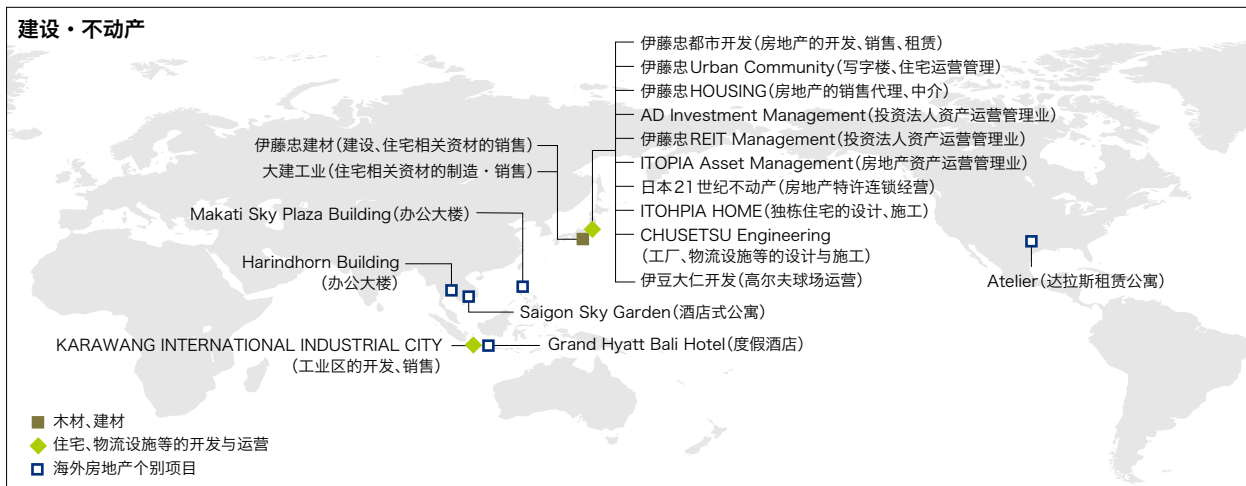 建设・不动产
伊藤忠都市开发（房地产的开发、销售、租赁）
伊藤忠Urban Community（写字楼、住宅运营管理）
伊藤忠HOUSING（房地产的销售代理、中介）
AD Investment Management（投资法人资产运营管理业）
伊藤忠REIT Management（投资法人资产运营管理业）
ITOPIA Asset Management（房地产资产运营管理业）
日本21世纪不动产（房地产特许连锁经营）
ITOHPIA HOME（独栋住宅的设计、施工）
CHUSETSU Engineering
（工厂、物流设施等的设计与施工）
伊豆大仁开发（高尔夫球场运营）
伊藤忠建材（建设、住宅相关资材的销售）
大建工业（住宅相关资材的制造・销售）
Makati Sky Plaza Building（办公大楼）
Harindhorn Building
（办公大楼）
Saigon Sky Garden（酒店式公寓）
Atelier（达拉斯租赁公寓）
KARAWANG INTERNATIONAL INDUSTRIAL CITY
（工业区的开发、销售）
Grand Hyatt Bali Hotel（度假酒店）
木材、建材
住宅、物流设施等的开发与运营
海外房地产个别项目